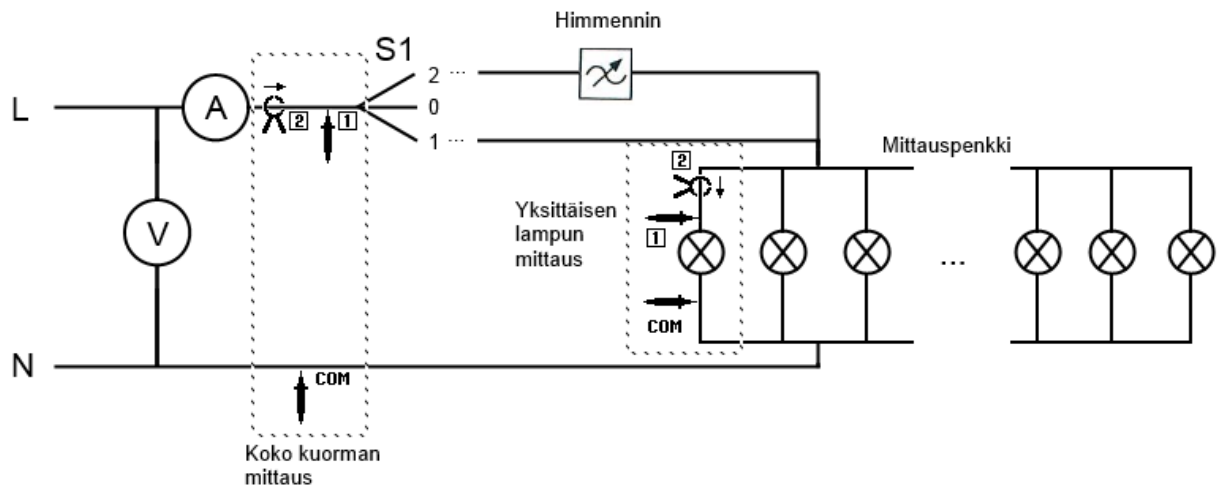 Himmennin
S1
2 ...
L
A
2
1
0
1 ...
Mittauspenkki
2
Yksittäisen
lampun
mittaus
1
V
...
COM
N
COM
Koko kuorman
mittaus